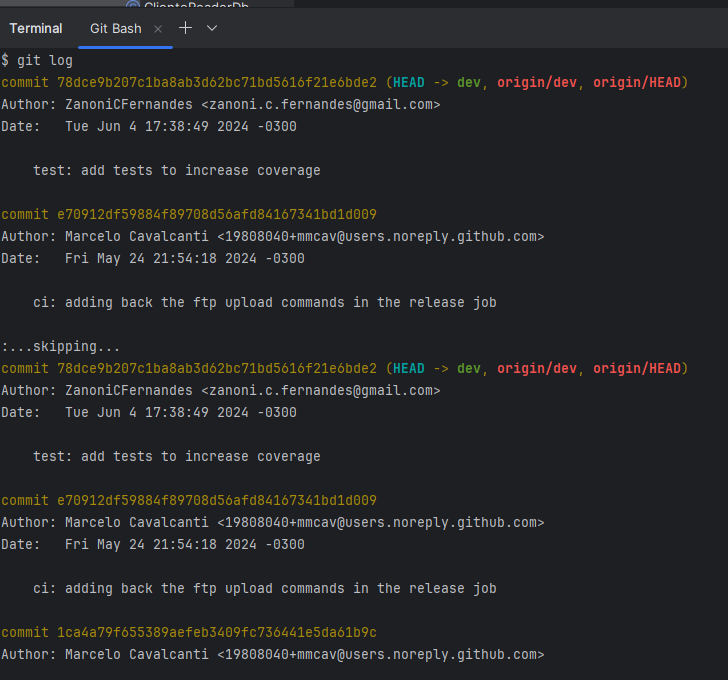 ClienteReaderDb
Terminal
Git Bash
$ git log
commit 78dce9b207c1ba8ab3d62bc71bd5616f21e6bde2 (HEAD -> dev, origin/dev, origin/HEAD)
Author: ZanoniCFernandes <zanoni.c.fernandes@gmail.com>
Date:   Tue Jun 4 17:38:49 2024 -0300
test: add tests to increase coverage
commit e70912df59884f89708d56afd84167341bd1d009
Author: Marcelo Cavalcanti <19808040+mmcav@users.noreply.github.com>
Date:   Fri May 24 21:54:18 2024 -0300
ci: adding back the ftp upload commands in the release job
:...skipping...
commit 78dce9b207c1ba8ab3d62bc71bd5616f21e6bde2 (HEAD -> dev, origin/dev, origin/HEAD)
Author: ZanoniCFernandes <zanoni.c.fernandes@gmail.com>
Date:   Tue Jun 4 17:38:49 2024 -0300
test: add tests to increase coverage
commit e70912df59884f89708d56afd84167341bd1d009
Author: Marcelo Cavalcanti <19808040+mmcav@users.noreply.github.com>
Date:   Fri May 24 21:54:18 2024 -0300
ci: adding back the ftp upload commands in the release job
commit 1ca4a79f655389aefeb3409fc736441e5da61b9c
Author: Marcelo Cavalcanti <19808040+mmcav@users.noreply.github.com>